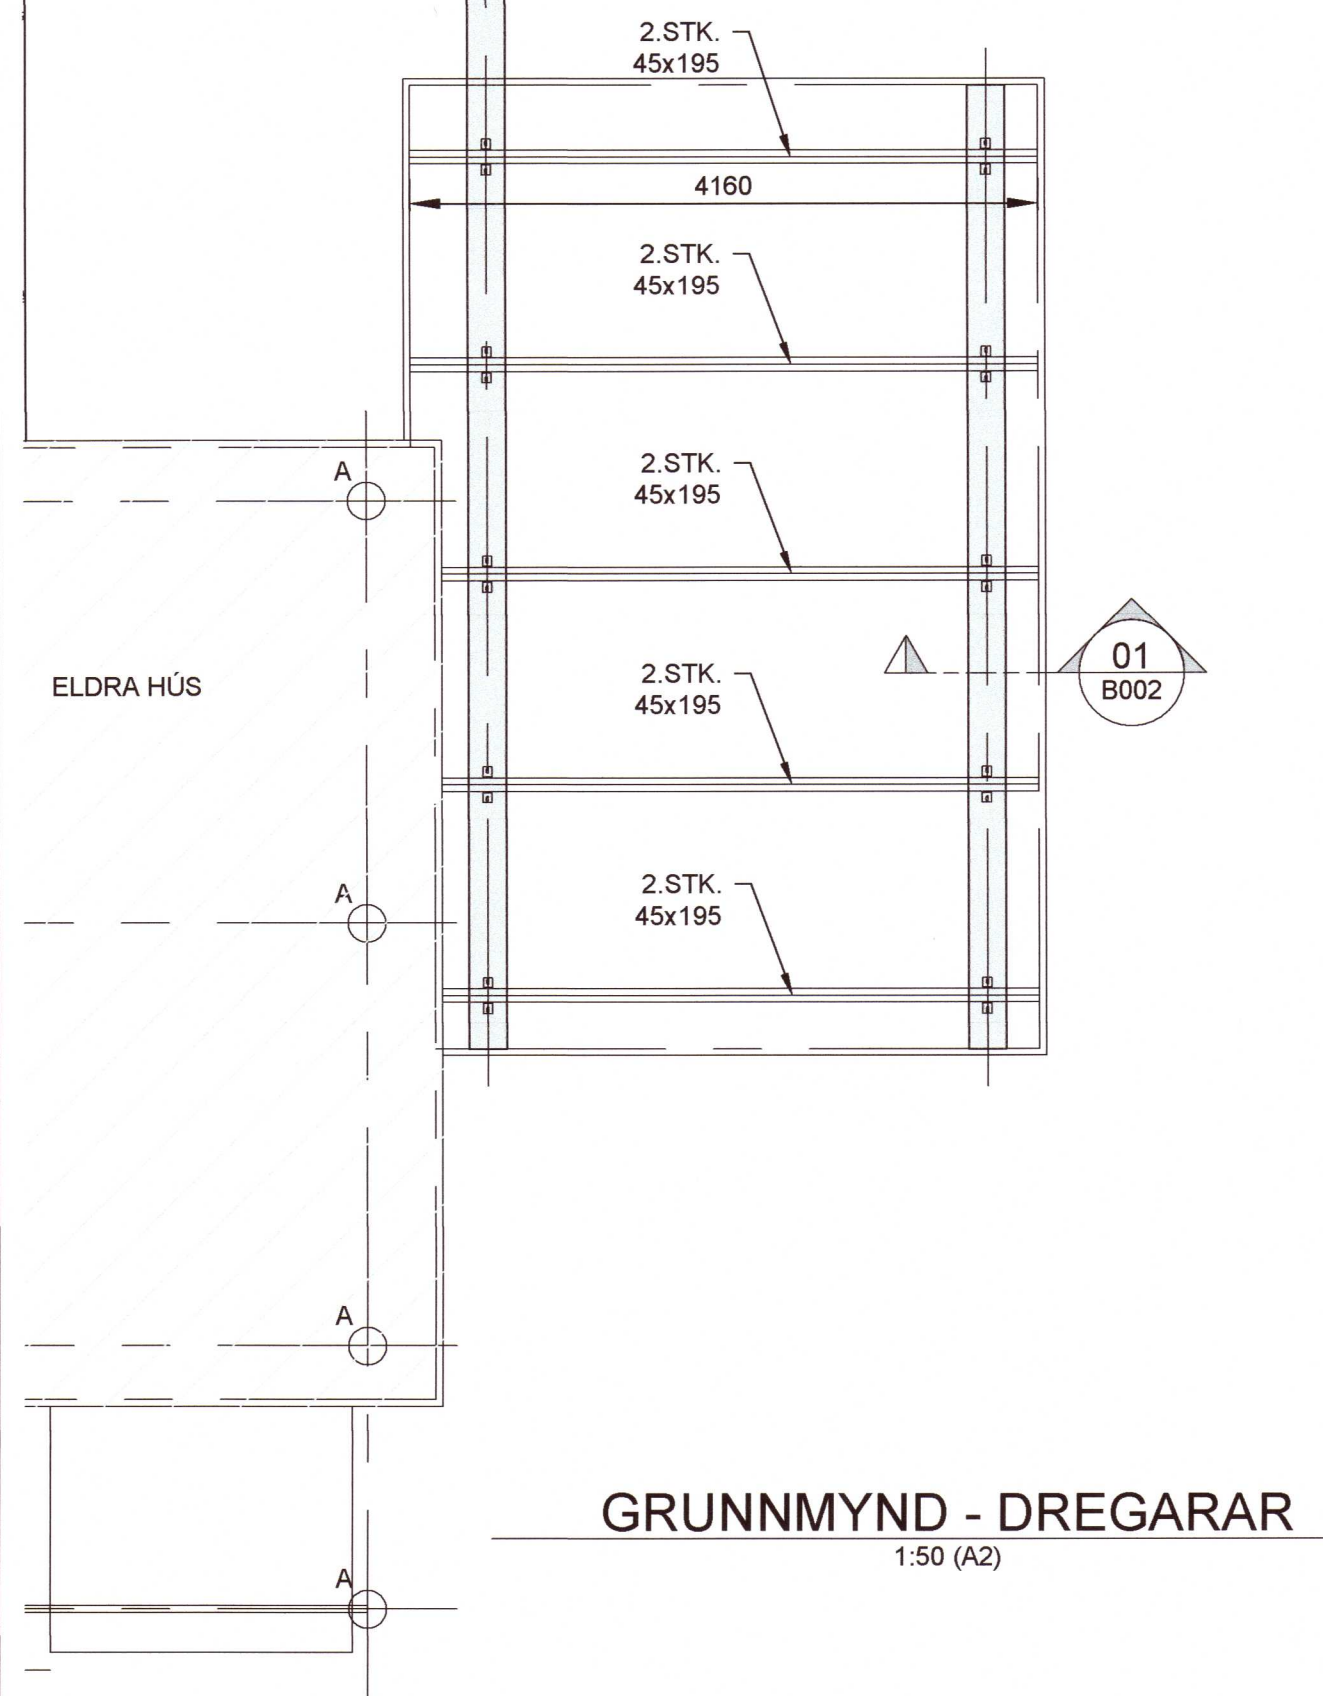 2.STK.
45x195
4160
2.STK.
45x195
A
2.STK.
45x195
ELDRA HÚS
2.STK.
45x195
01
B002
A
2.STK.
45x195
A
GRUNNMYND - DREGARAR
1:50 (A2)
A